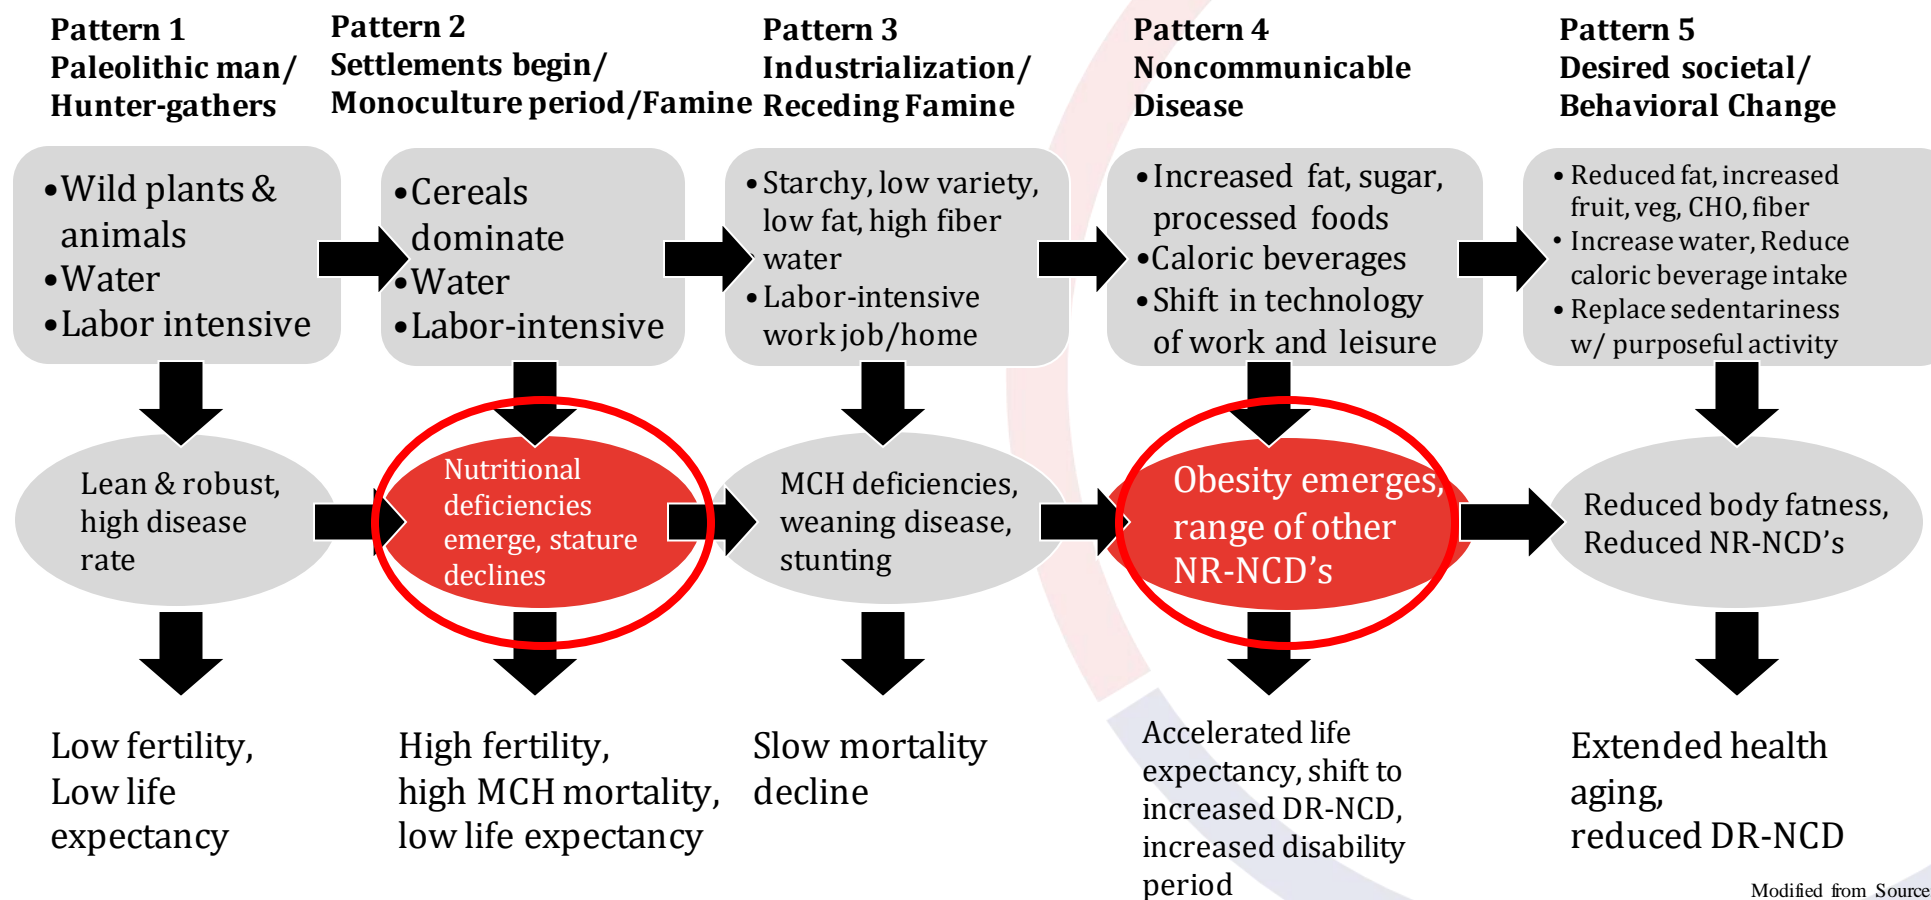 Pattern 1
Paleolithic man/
Hunter-gathers
Pattern 2
Settlements begin/
Monoculture period/Famine
Pattern 3
Industrialization/
Receding Famine
Pattern 4
Noncommunicable
Disease
Pattern 5
Desired societal/
Behavioral Change
•Wild plants &
animals
•Water
•Labor intensive
•Cereals
dominate
•Water
•Labor-intensive
• Starchy, low variety,
low fat, high fiber
• water
• Labor-intensive
work job/home
•Increased fat, sugar,
processed foods
•Caloric beverages
•Shift in technology
of work and leisure
• Reduced fat, increased
fruit, veg, CHO, fiber
• Increase water, Reduce
caloric beverage intake
• Replace sedentariness
w/ purposeful activity
Lean & robust,
high disease
rate
Nutritional
deficiencies
emerge, stature
declines
MCH deficiencies,
weaning disease,
stunting
Obesity emerges,
range of other
NR-NCD’s
Reduced body fatness,
Reduced NR-NCD’s
Low fertility,
Low life
expectancy
High fertility,
high MCH mortality,
low life expectancy
Slow mortality
decline
Accelerated life
expectancy, shift to
increased DR-NCD,
increased disability
period
Extended health
aging,
reduced DR-NCD
Modified from Source